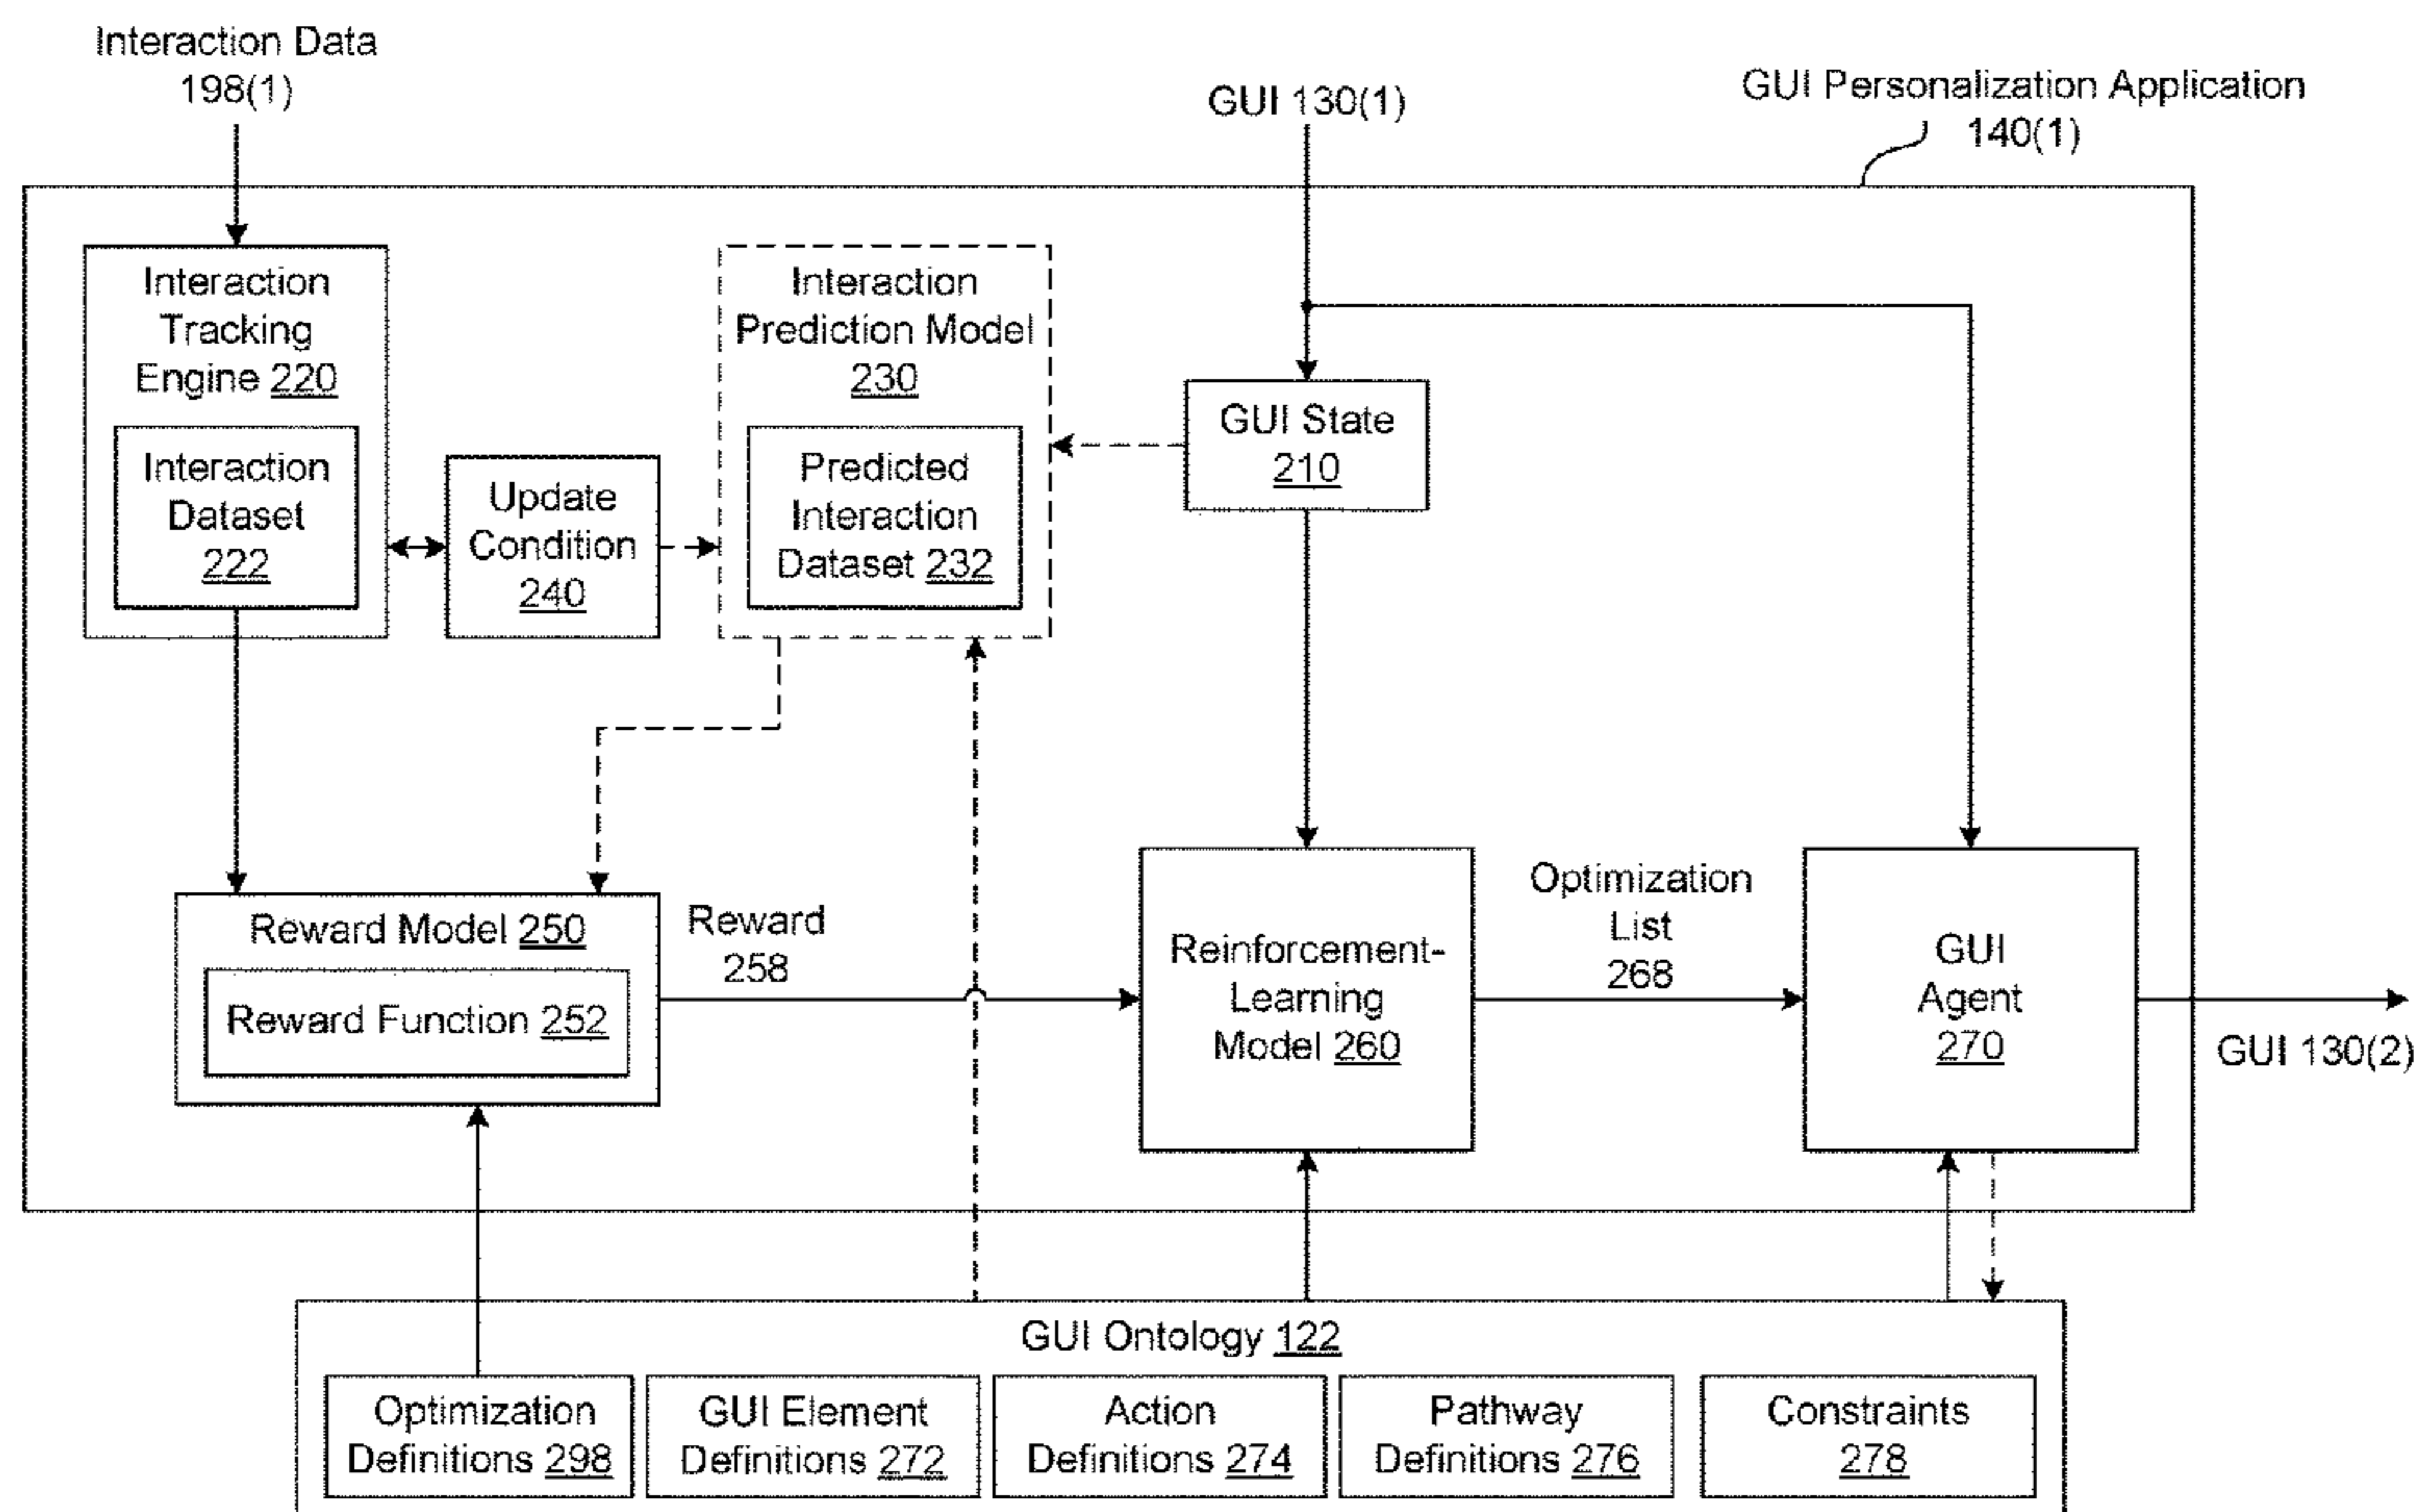 Interaction Data
198(1)
GUI 130(1)
GUI Personalization Application
140(1)
Interaction
Tracking
Engine 220
Interaction
Dataset
222
Update
Condition
240
Interaction
Prediction Model
230
Predicted
Interaction
Dataset 232
GUI State
210
Reward Model 250
Reward Function 252
Reward
258
Reinforcement-
Learning
Model 260
Optimization
List
268
GUI
Agent
270
GUI 130(2)
GUI Ontology 122
Optimization
Definitions 298
GUI Element
Definitions 272
Action
Definitions 274
Pathway
Definitions 276
Constraints
278